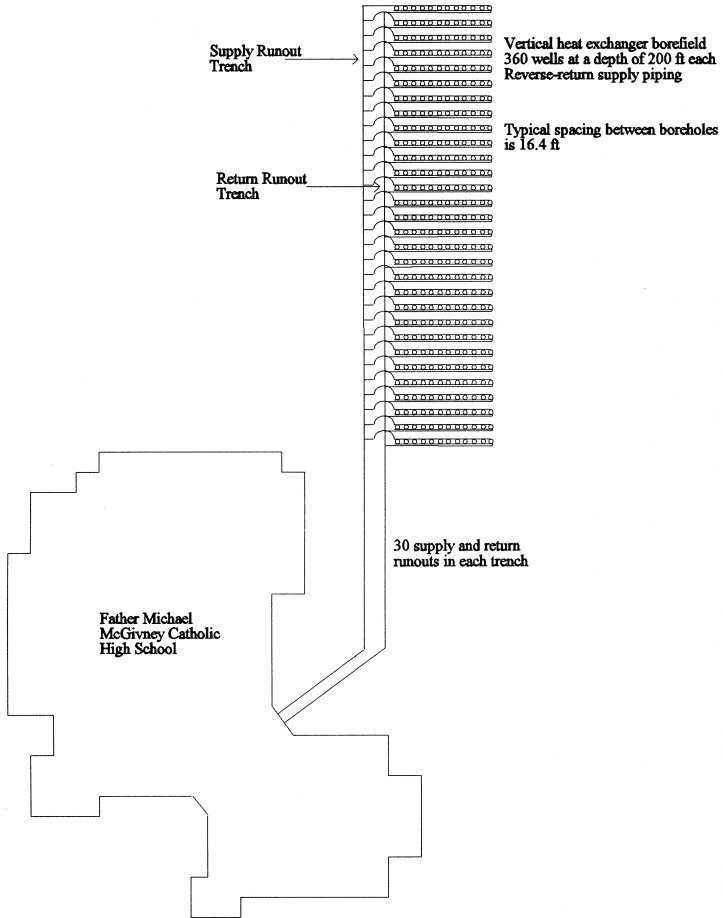 Supply Runout
Trench
Vertical heat exchanger borefield
360 wells at a depth of 200 ft each
Reverse-return supply piping
Typical spacing between boreholes
is 16.4 ft
Return Runout
Trench
30 supply and return
runouts in each trench
Father Michael
McGivney Catholic
High School